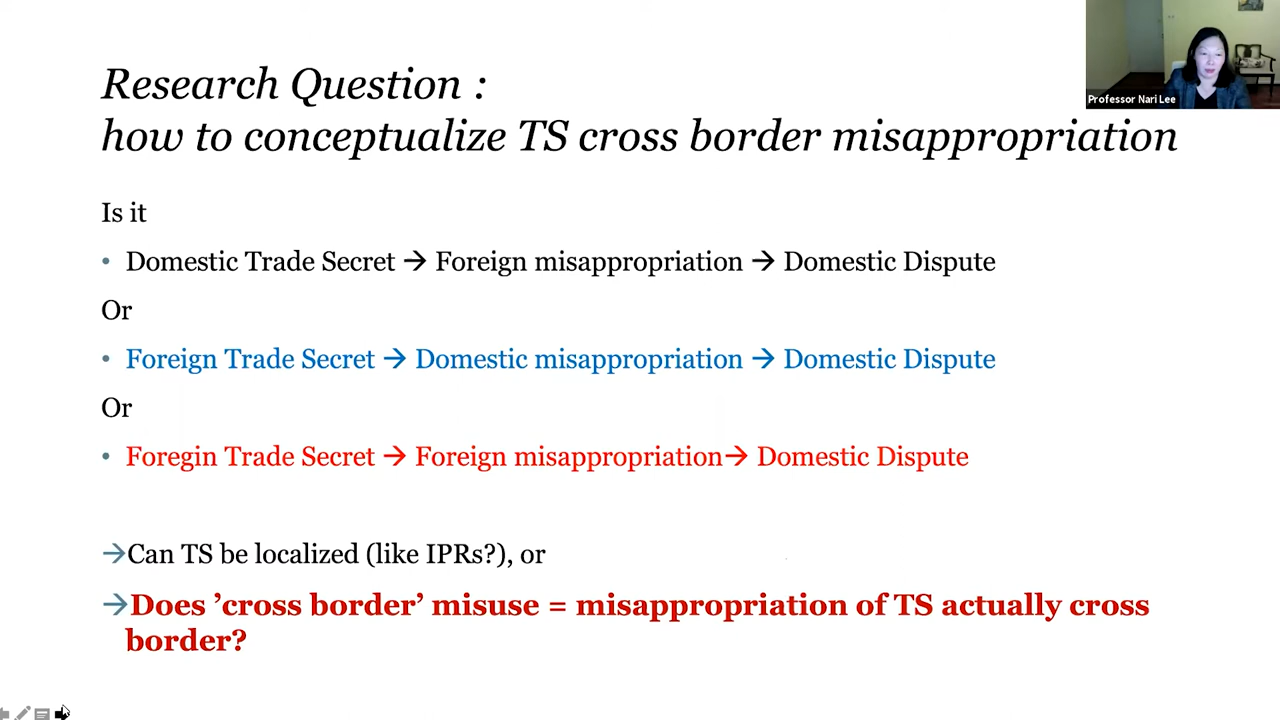 Research Question :
how to conceptualize TS cross border misappropriation
Professor Nari Lee
Is it
• Domestic Trade Secret → Foreign misappropriation → Domestic Dispute
Or
• Foreign Trade Secret → Domestic misappropriation → Domestic Dispute
Or
• Foregin Trade Secret → Foreign misappropriation→ Domestic Dispute
→Can TS be localized (like IPRs?), or
→Does ’cross border’ misuse = misappropriation of TS actually cross
border?